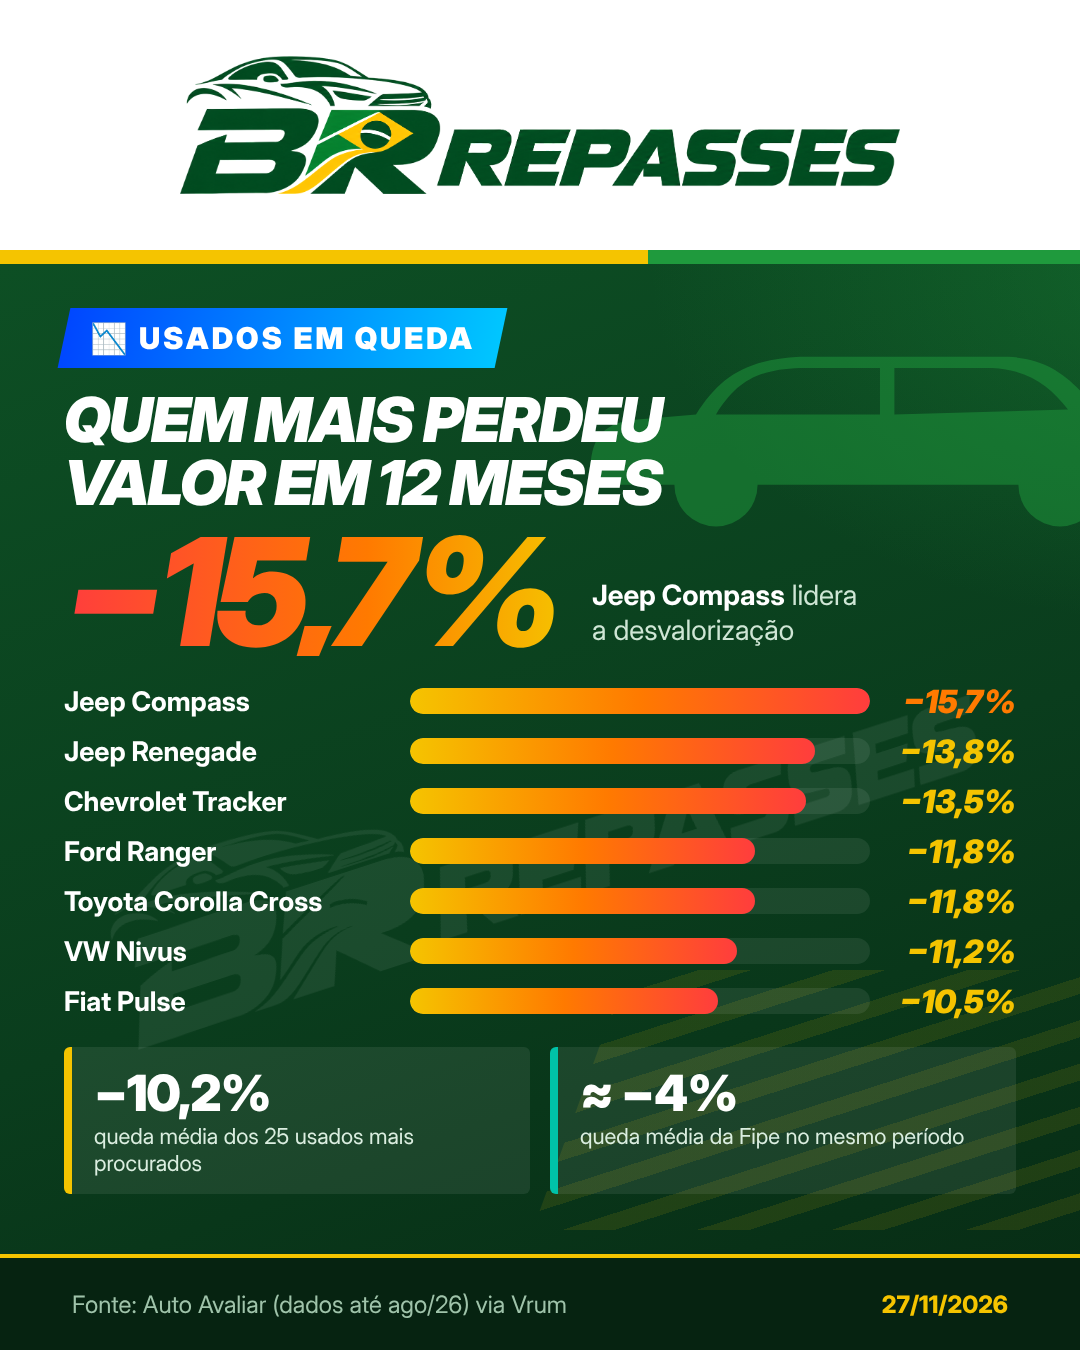 BR REPASSES
USADOS EM QUEDA
QUEM MAIS PERDEU
VALOR EM 12 MESES
−15,7%
Jeep Compass lidera
a desvalorização
Jeep Compass −15,7%
Jeep Renegade −13,8%
Chevrolet Tracker −13,5%
Ford Ranger −11,8%
Toyota Corolla Cross −11,8%
VW Nivus −11,2%
Fiat Pulse −10,5%
BR REPASSES
−10,2%
queda média dos 25 usados mais
procurados
≈ −4%
queda média da Fipe no mesmo período
Fonte: Auto Avaliar (dados até ago/26) via Vrum
27/11/2026